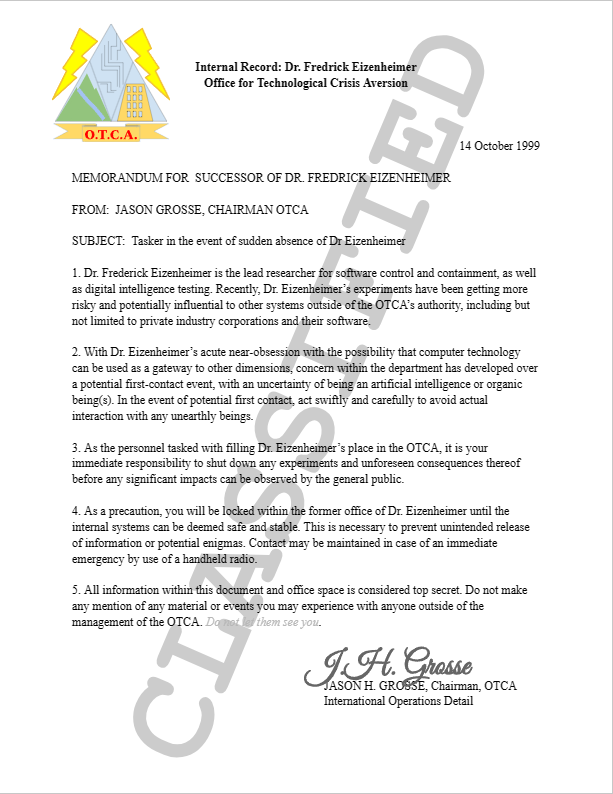 O.T.C.A.
Internal Record: Dr. Fredrick Eizenheimer
Office for Technological Crisis Aversion
14 October 1999
MEMORANDUM FOR  SUCCESSOR OF DR. FREDRICK EIZENHEIMER
FROM:  JASON GROSSE, CHAIRMAN OTCA
SUBJECT:  Tasker in the event of sudden absence of Dr Eizenheimer
1. Dr. Frederick Eizenheimer is the lead researcher for software control and containment, as well
as digital intelligence testing. Recently, Dr. Eizenheimer’s experiments have been getting more
risky and potentially influential to other systems outside of the OTCA’s authority, including but
not limited to private industry corporations and their software.
2. With Dr. Eizenheimer’s acute near-obsession with the possibility that computer technology
can be used as a gateway to other dimensions, concern within the department has developed over
a potential first-contact event, with an uncertainty of being an artificial intelligence or organic
being(s). In the event of potential first contact, act swiftly and carefully to avoid actual
interaction with any unearthly beings.
3. As the personnel tasked with filling Dr. Eizenheimer’s place in the OTCA, it is your
immediate responsibility to shut down any experiments and unforeseen consequences thereof
before any significant impacts can be observed by the general public.
4. As a precaution, you will be locked within the former office of Dr. Eizenheimer until the
internal systems can be deemed safe and stable. This is necessary to prevent unintended release
of information or potential enigmas. Contact may be maintained in case of an immediate
emergency by use of a handheld radio.
5. All information within this document and office space is considered top secret. Do not make
any mention of any material or events you may experience with anyone outside of the
management of the OTCA. Do not let them see you.
J.H. Grosse
JASON H. GROSSE, Chairman, OTCA
International Operations Detail
CLASSIFIED